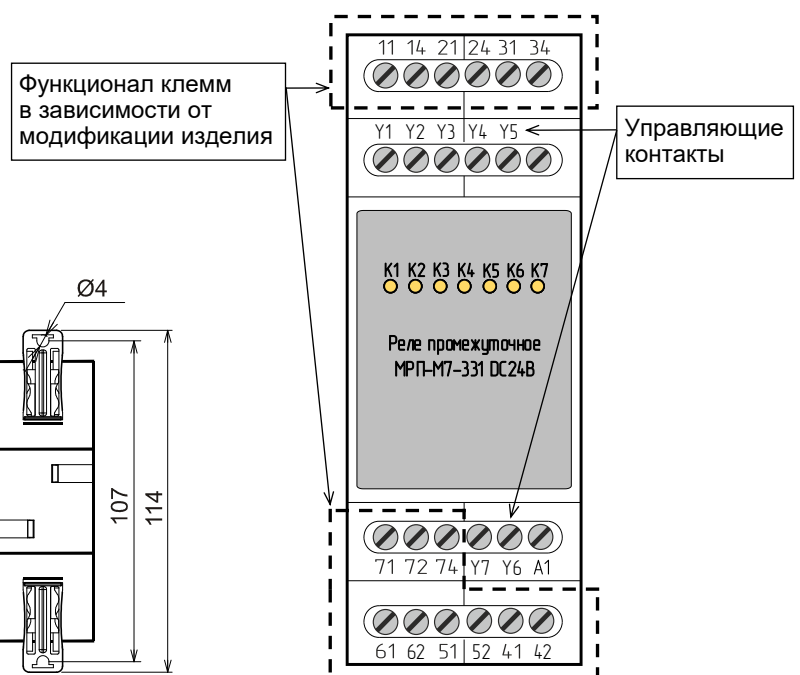 11 14 21 24 31 34
Функционал клемм
в зависимости от
модификации изделия
Y1 Y2 Y3 Y4 Y5
Управляющие
контакты
K1 K2 K3 K4 K5 K6 K7
Ø4
Реле промежуточное
МРП-М7-331 DC24В
107
114
71 72 74 Y7 Y6 A1
61 62 51 52 41 42